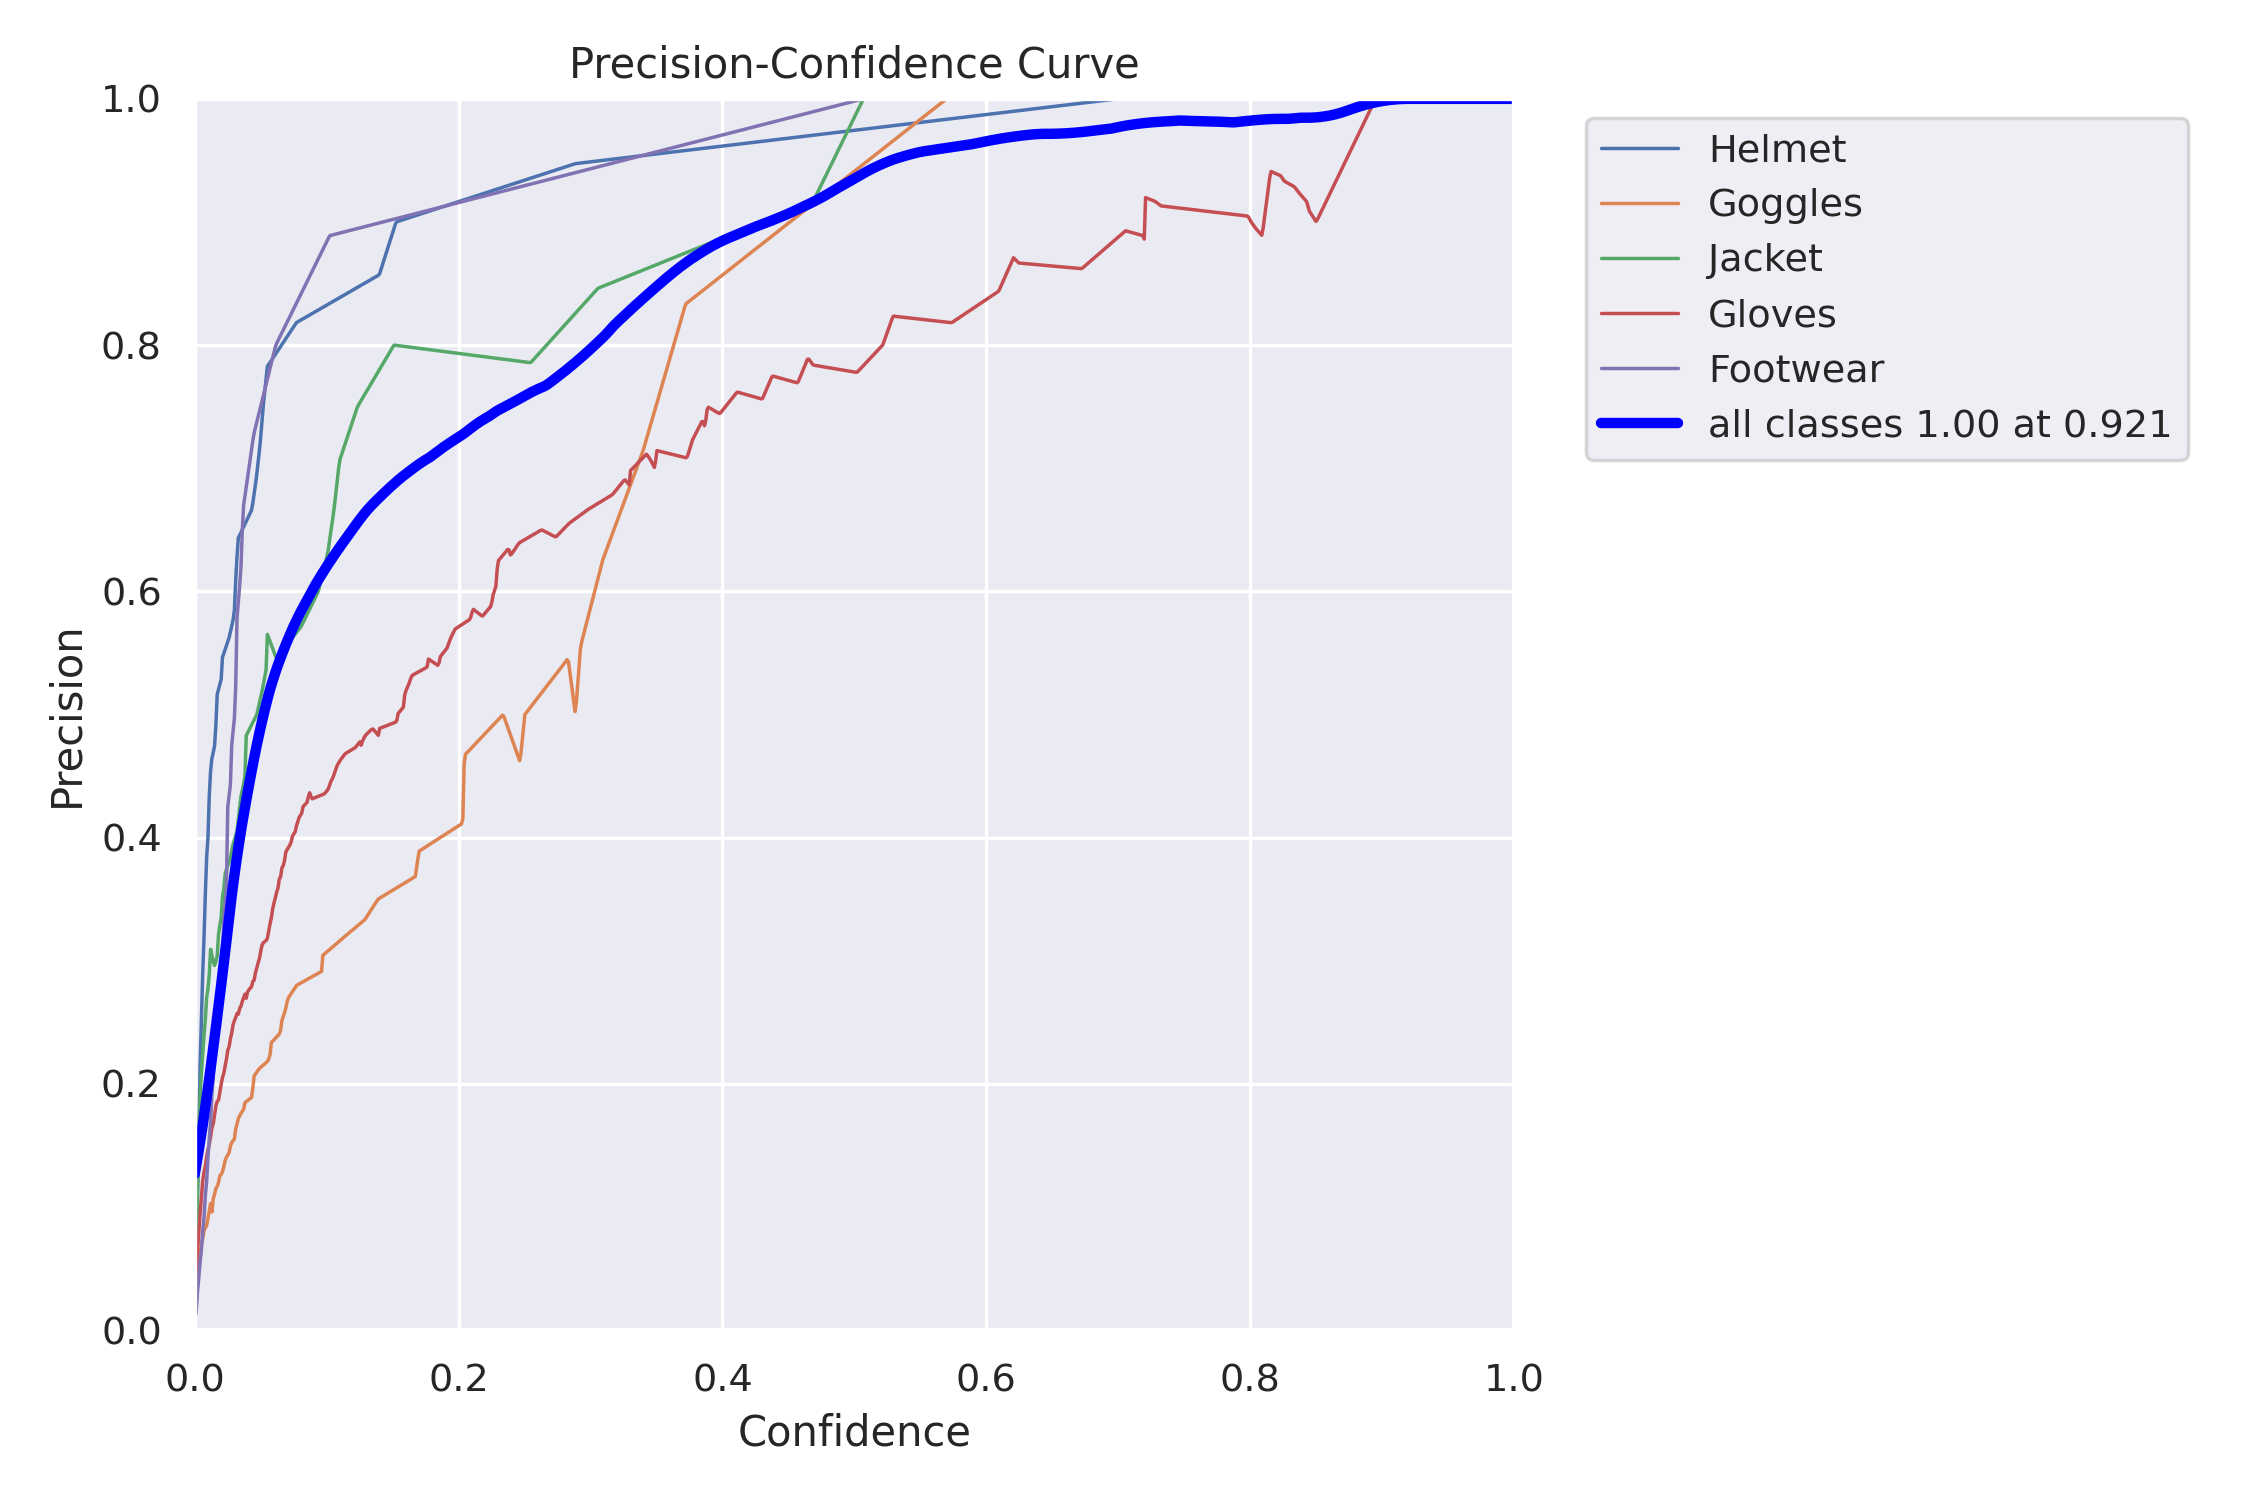 Precision-Confidence Curve
1.0
0.8
0.6
0.4
0.2
0.0
Precision
0.0 0.2 0.4 0.6 0.8 1.0
Confidence
Helmet
Goggles
Jacket
Gloves
Footwear
all classes 1.00 at 0.921